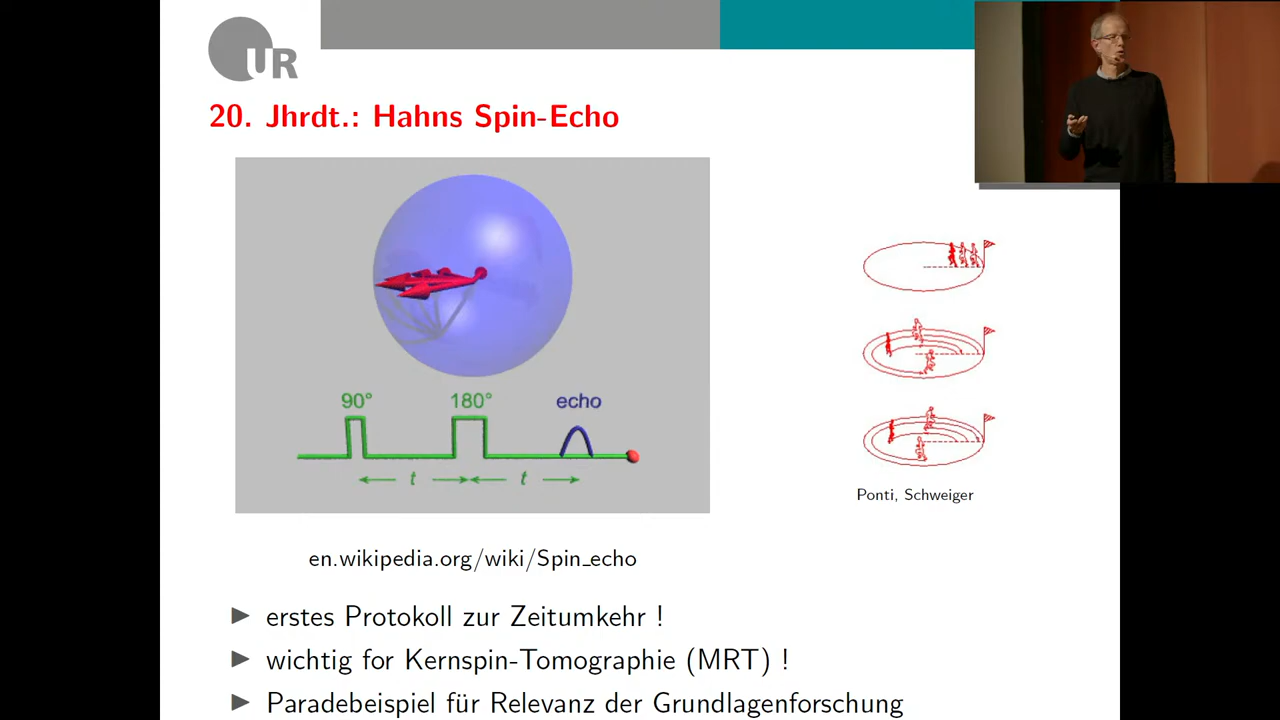 UR
20. Jhrdt.: Hahns Spin-Echo
90° 180° echo
t t
en.wikipedia.org/wiki/Spin_echo
Ponti, Schweiger
▶ erstes Protokoll zur Zeitumkehr !
▶ wichtig for Kernspin-Tomographie (MRT) !
▶ Paradebeispiel für Relevanz der Grundlagenforschung